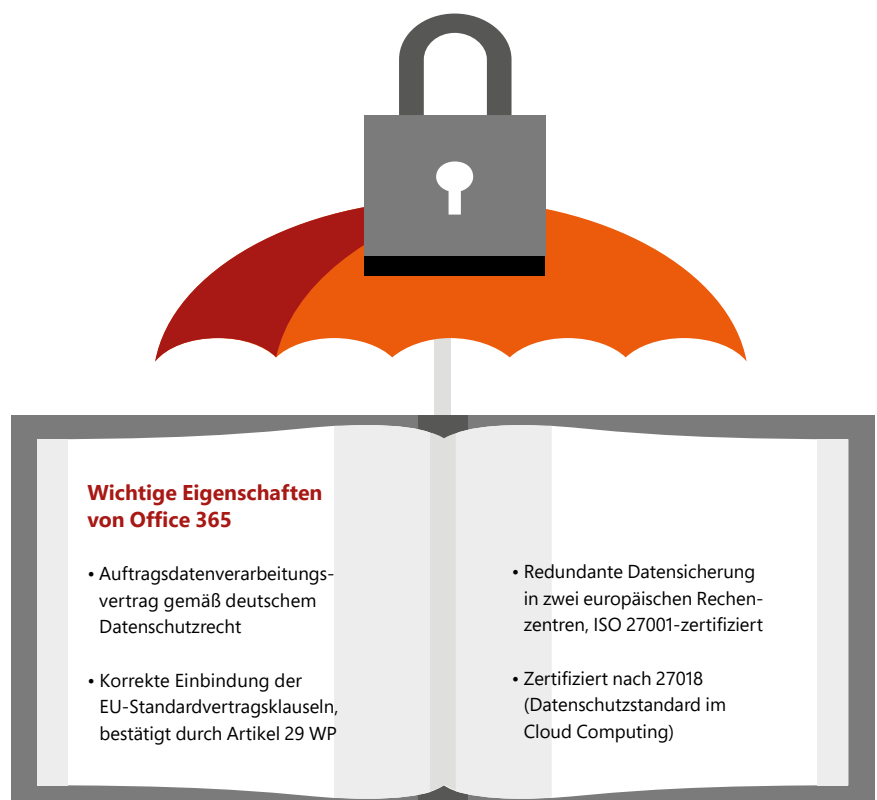 Wichtige Eigenschaften
von Office 365
• Auftragsdatenverarbeitungs-
vertrag gemäß deutschem
Datenschutzrecht
• Korrekte Einbindung der
EU-Standardvertragsklauseln,
bestätigt durch Artikel 29 WP
• Redundante Datensicherung
in zwei europäischen Rechen-
zentren, ISO 27001-zertifiziert
• Zertifiziert nach 27018
(Datenschutzstandard im
Cloud Computing)